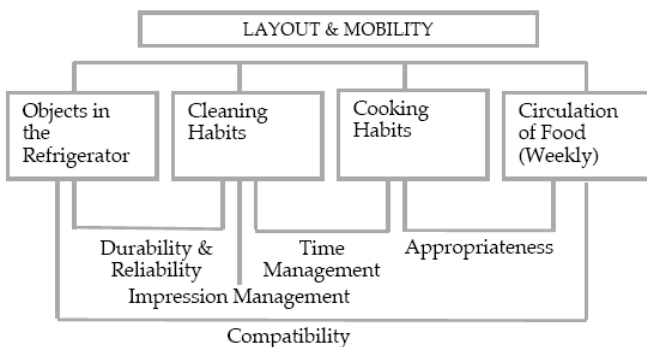 LAYOUT & MOBILITY
Objects in
the
Refrigerator
Cleaning
Habits
Cooking
Habits
Circulation
of Food
(Weekly)
Durability &
Reliability
Time
Management
Appropriateness
Impression Management
Compatibility